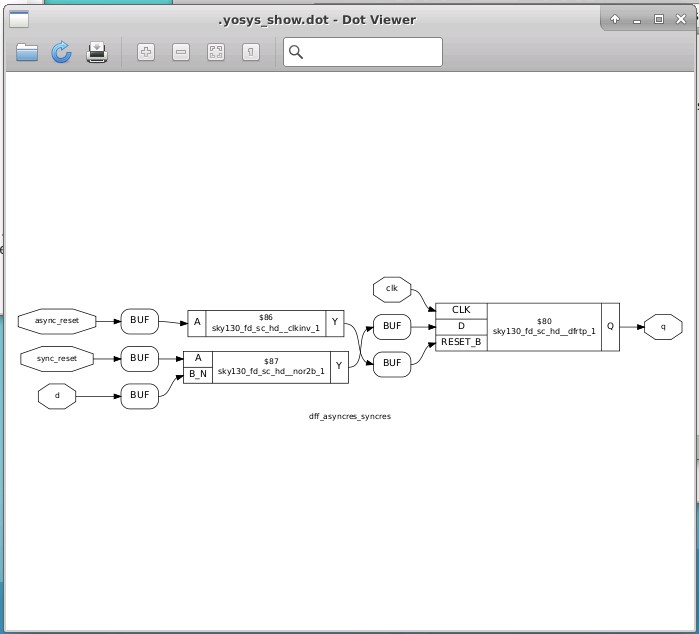 .yosys_show.dot - Dot Viewer
clk
async_reset
BUF
A
$86
sky130_fd_sc_hd__clkinv_1
Y
sync_reset
BUF
A
B_N
$87
sky130_fd_sc_hd__nor2b_1
Y
d
BUF
BUF
BUF
CLK
D
RESET_B
$80
sky130_fd_sc_hd__dfrtp_1
Q
q
dff_asyncres_syncres